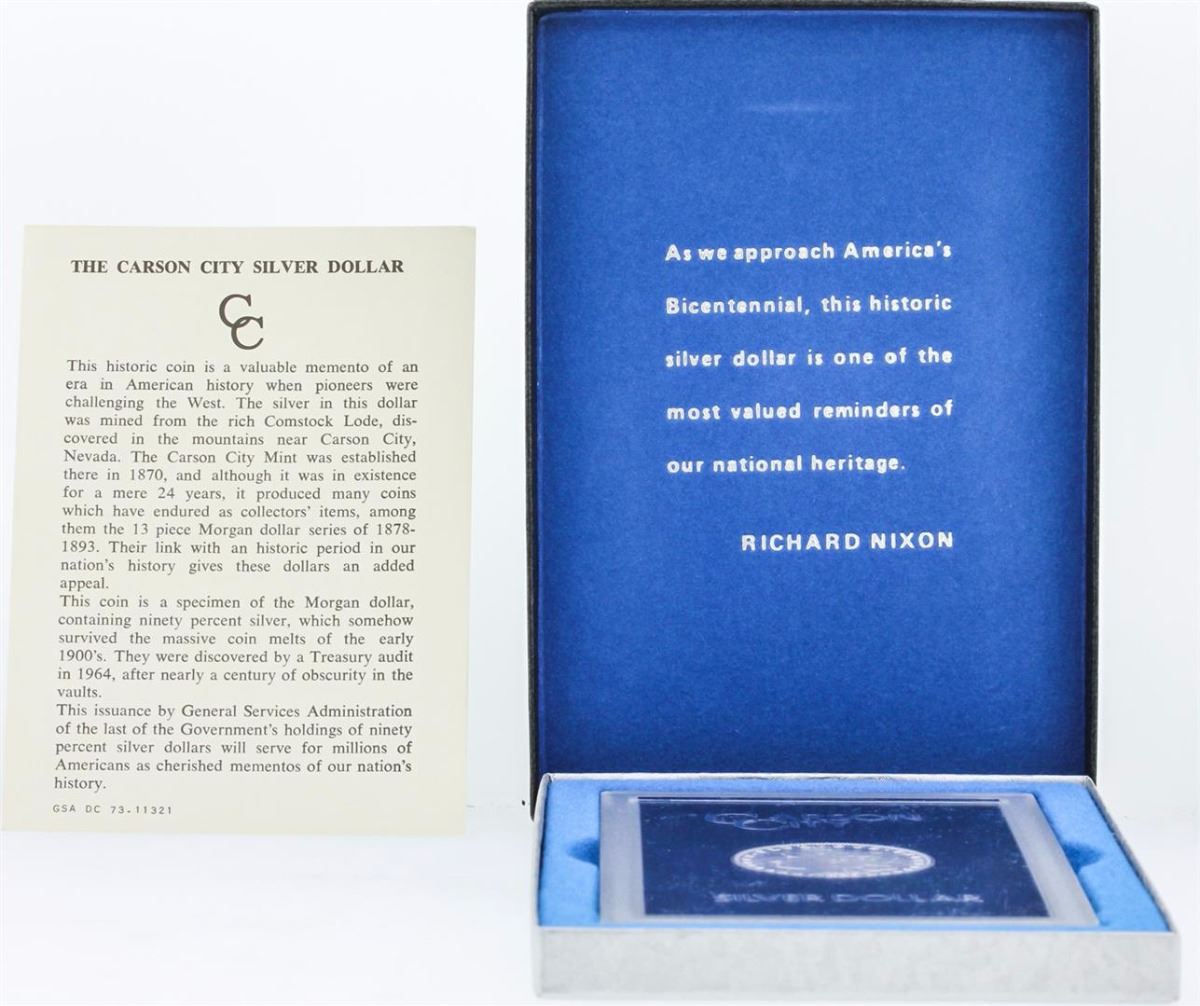 THE CARSON CITY SILVER DOLLAR
CC
This historic coin is a valuable memento of an
era in American history when pioneers were
challenging the West. The silver in this dollar
was mined from the rich Comstock Lode, dis-
covered in the mountains near Carson City,
Nevada. The Carson City Mint was established
there in 1870, and although it was in existence
for a mere 24 years, it produced many coins
which have endured as collectors' items, among
them the 13 piece Morgan dollar series of 1878-
1893. Their link with an historic period in our
nation's history gives these dollars an added
appeal.
This coin is a specimen of the Morgan dollar,
containing ninety percent silver, which somehow
survived the massive coin melts of the early
1900's. They were discovered by a Treasury audit
in 1964, after nearly a century of obscurity in the
vaults.
This issuance by General Services Administration
of the last of the Government's holdings of ninety
percent silver dollars will serve for millions of
Americans as cherished mementos of our nation's
history.
GSA DC 73-11321
As we approach America's
Bicentennial, this historic
silver dollar is one of the
most valued reminders of
our national heritage.
RICHARD NIXON
CARSON
CITY
SILVER DOLLAR